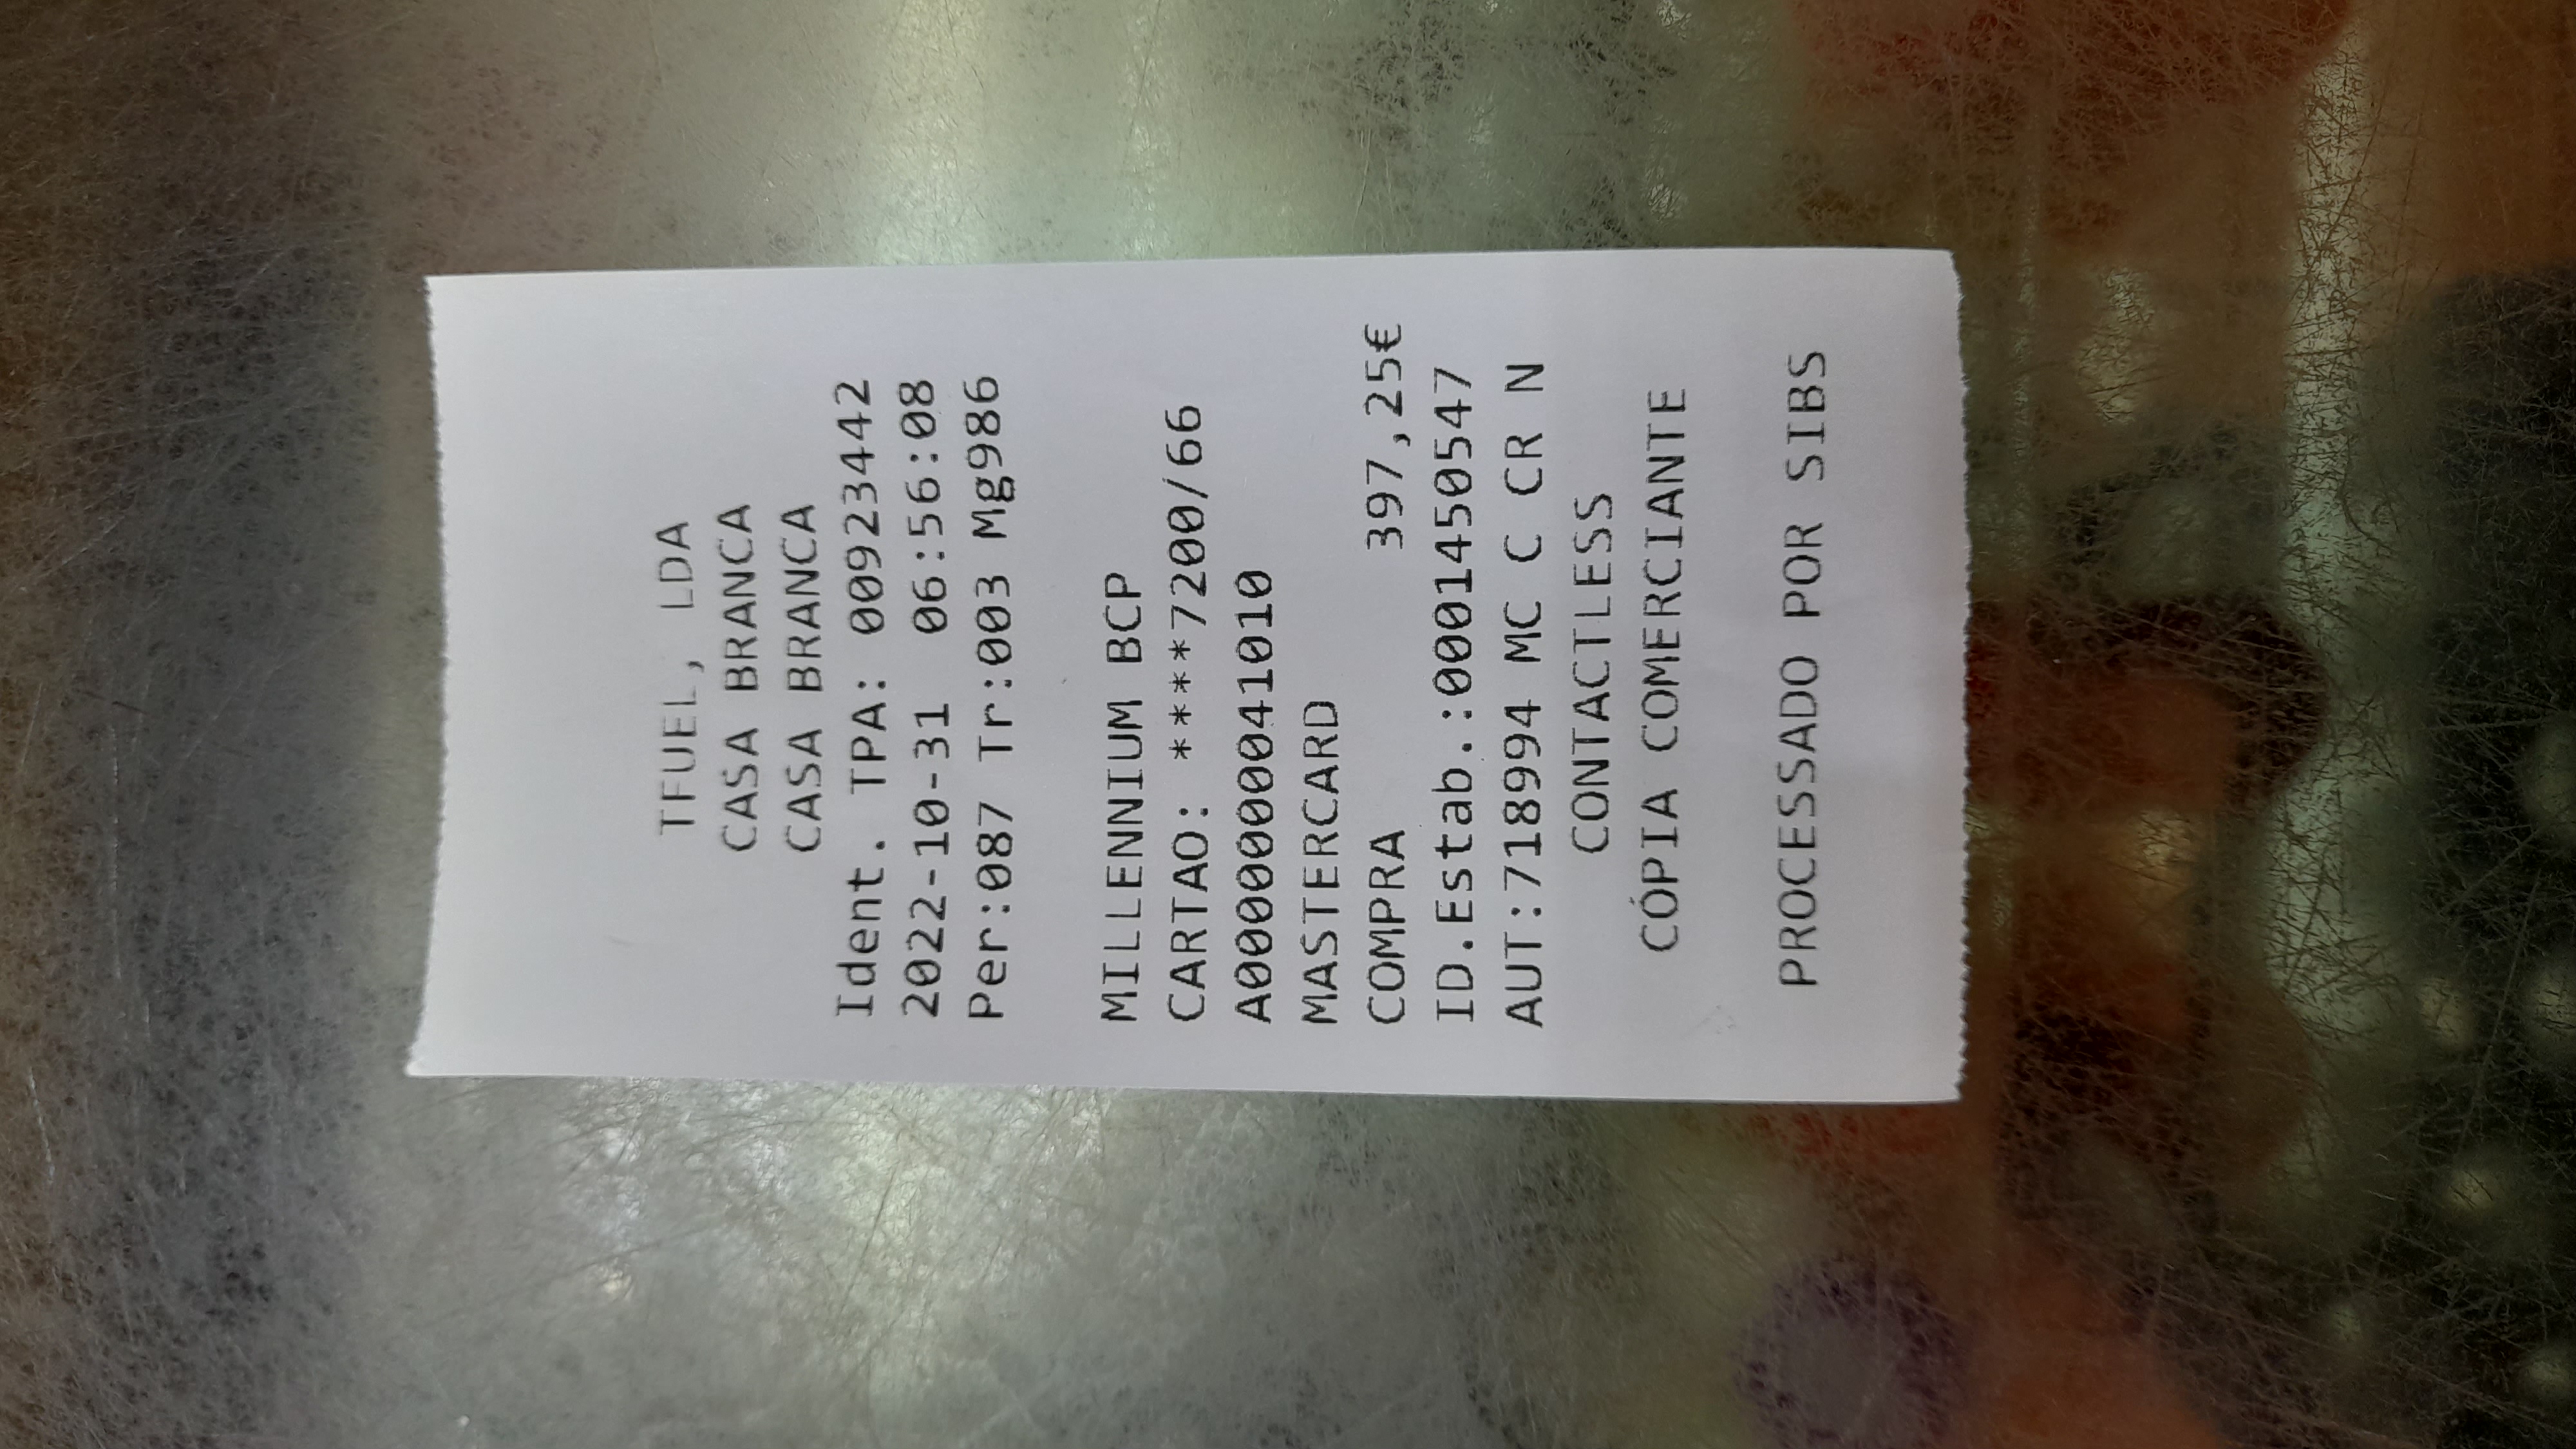 TFUEL, LDA
CASA BRANCA
CASA BRANCA
Ident. TPA: 0092344​2
2022-10-31 06:56:08
Per:087 Tr:003 Mg986
MILLENNIUM BCP
CARTAO: ****7200/66
A0000000041010
MASTERCARD
COMPRA 397,25€
ID.Estab.:0001450547
AUT:718994 MC C CR N
CONTACTLESS
CÓPIA COMERCIANTE
PROCESSADO POR SIBS